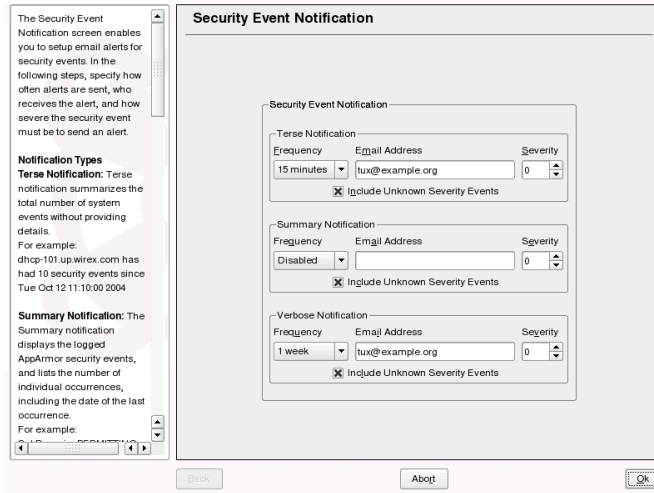 The Security Event
Notification screen enables
you to setup email alerts for
security events. In the
following steps, specify how
often alerts are sent, who
receives the alert, and how
severe the security event
must be to send an alert.
Notification Types
Terse Notification: Terse
notification summarizes the
total number of system
events without providing
details.
For example:
dhcp-101.up.wirex.com has
had 10 security events since
Tue Oct 12 11:10:00 2004
Summary Notification: The
Summary notification
displays the logged
AppArmor security events,
and lists the number of
individual occurrences,
including the date of the last
occurrence.
For example:
Security Event Notification
Security Event Notification
Terse Notification
Frequency Email Address Severity
15 minutes tux@example.org 0
Include Unknown Severity Events
Summary Notification
Frequency Email Address Severity
Disabled 0
Include Unknown Severity Events
Verbose Notification
Frequency Email Address Severity
1 week tux@example.org 0
Include Unknown Severity Events
Back Abort Ok